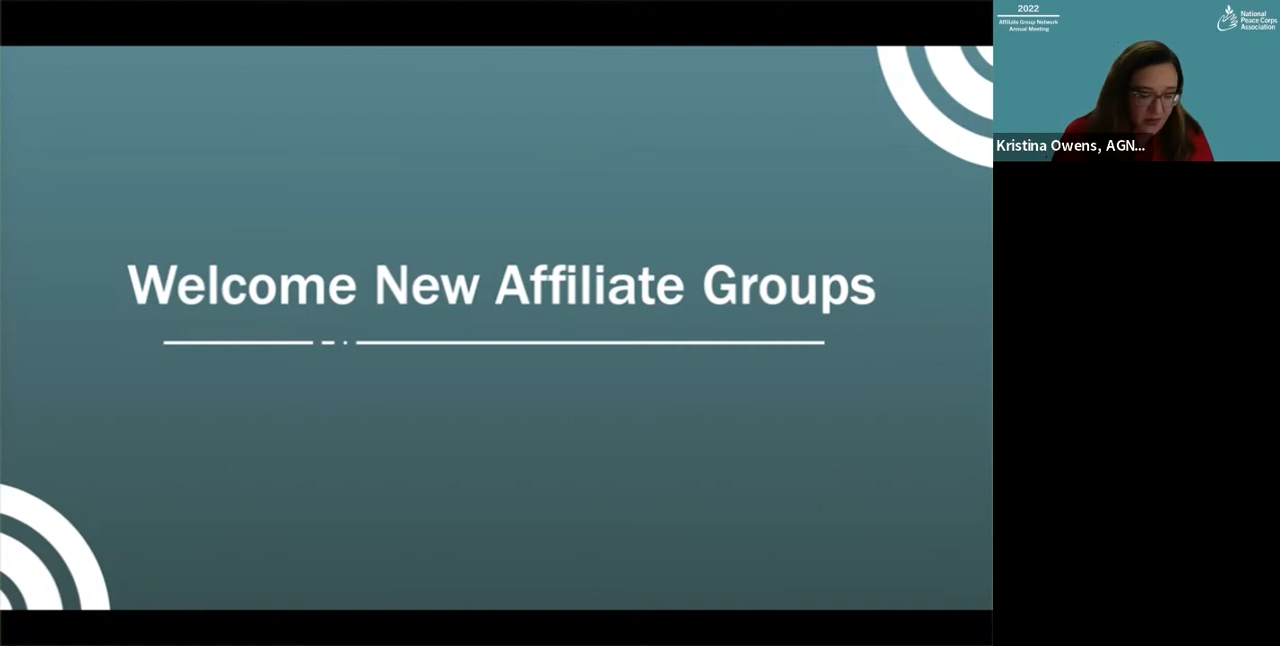 Welcome New Affiliate Groups
2022
Affiliate Group Network
Annual Meeting
National
Peace Corps
Association
Kristina Owens, AGN...